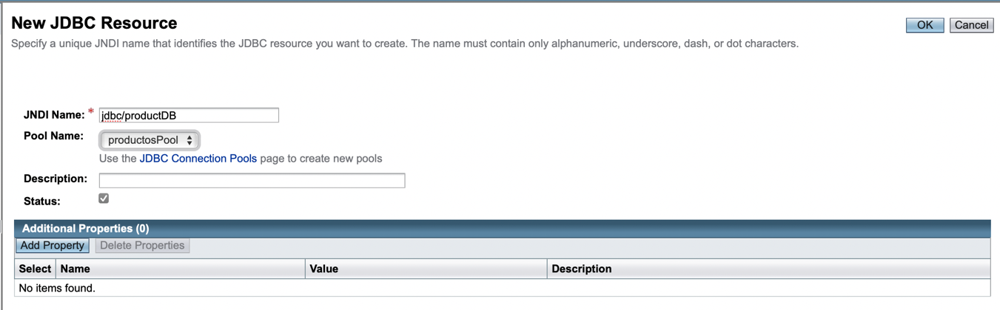 New JDBC Resource
OK Cancel
Specify a unique JNDI name that identifies the JDBC resource you want to create. The name must contain only alphanumeric, underscore, dash, or dot characters.
JNDI Name: * jdbc/productDB
Pool Name: productosPool
Use the JDBC Connection Pools page to create new pools
Description:
Status:
Additional Properties (0)
Add Property Delete Properties
Select Name Value Description
No items found.